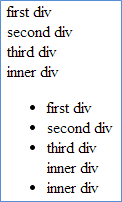 first div
second div
third div
inner div
• first div
• second div
• third div
inner div
• inner div